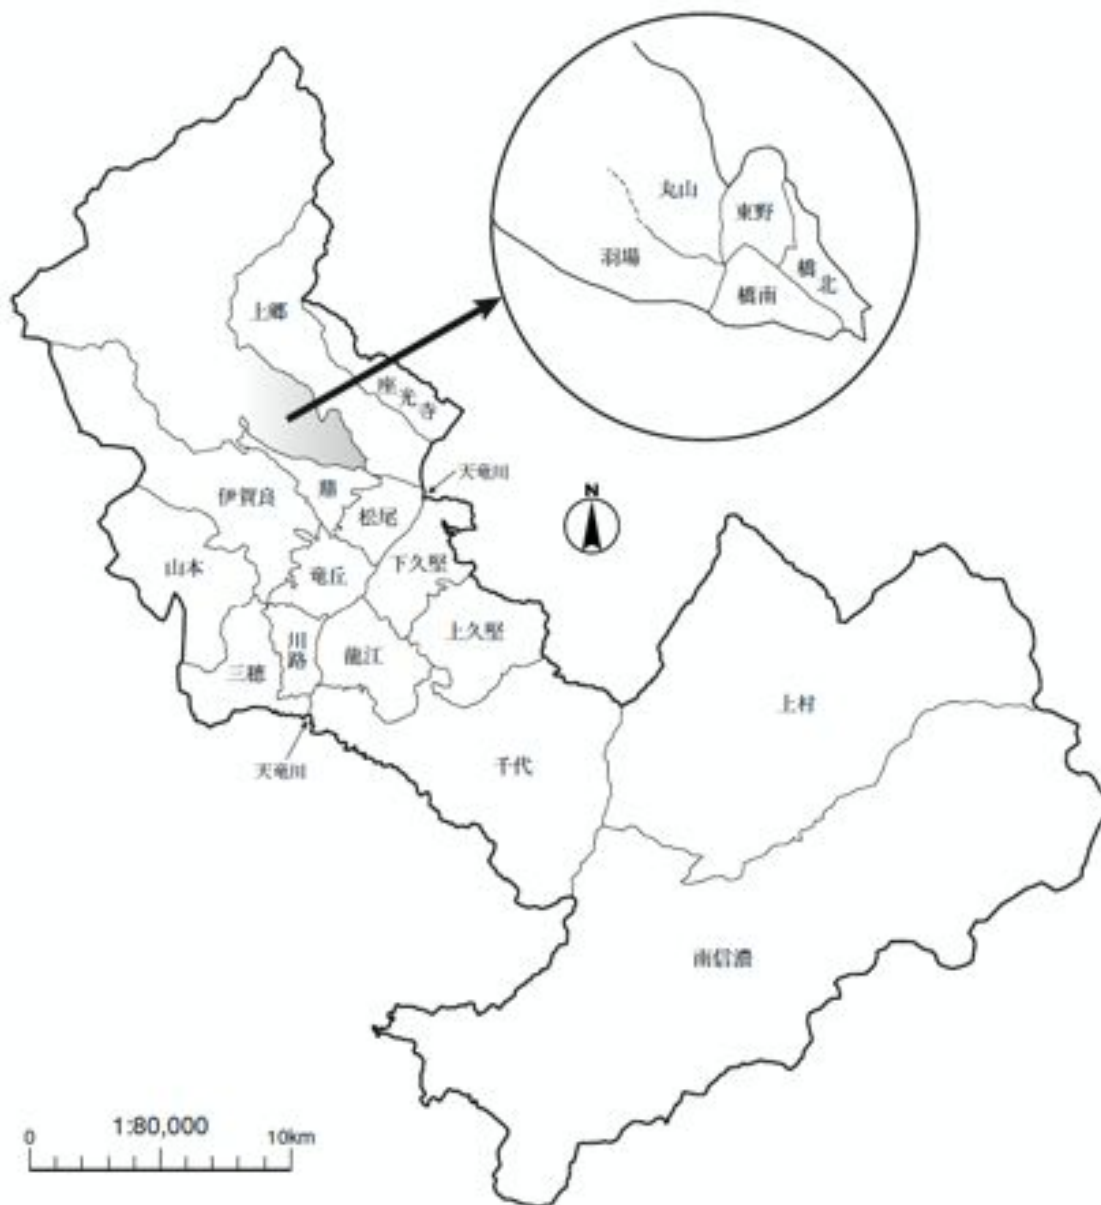 丸山
東野
羽場
橋北
橋南
上郷
座光寺
天竜川
N
鼎
伊賀良
松尾
下久堅
山本
竜丘
上久堅
川路
龍江
三穂
上村
天竜川
千代
南信濃
1:80,000
0
10km